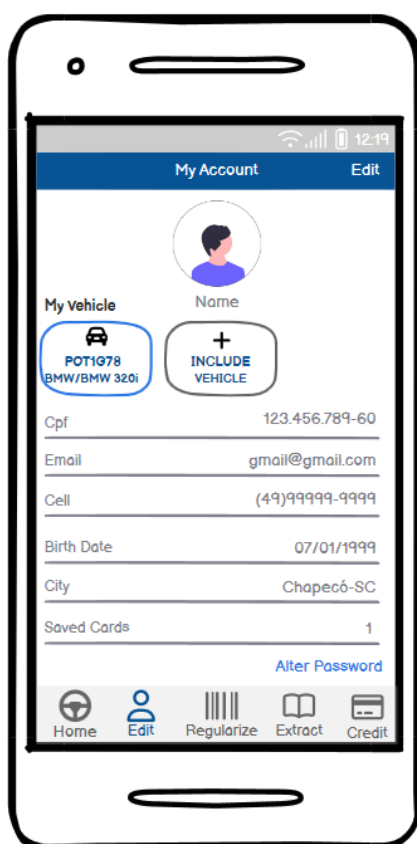 12:19
My Account Edit
Name
My Vehicle
POT1G78
BMW/BMW 320i
+
INCLUDE
VEHICLE
Cpf 123.456.789-60
Email gmail@gmail.com
Cell (49)99999-9999
Birth Date 07/01/1999
City Chapecó-SC
Saved Cards 1
Alter Password
Home Edit Regularize Extract Credit